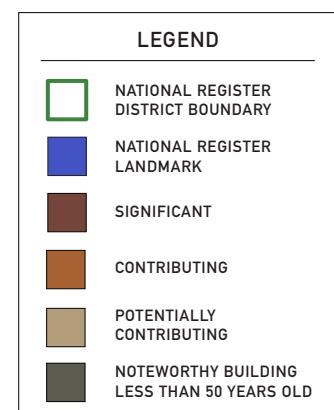 LEGEND
NATIONAL REGISTER
DISTRICT BOUNDARY
NATIONAL REGISTER
LANDMARK
SIGNIFICANT
CONTRIBUTING
POTENTIALLY
CONTRIBUTING
NOTEWORTHY BUILDING
LESS THAN 50 YEARS OLD